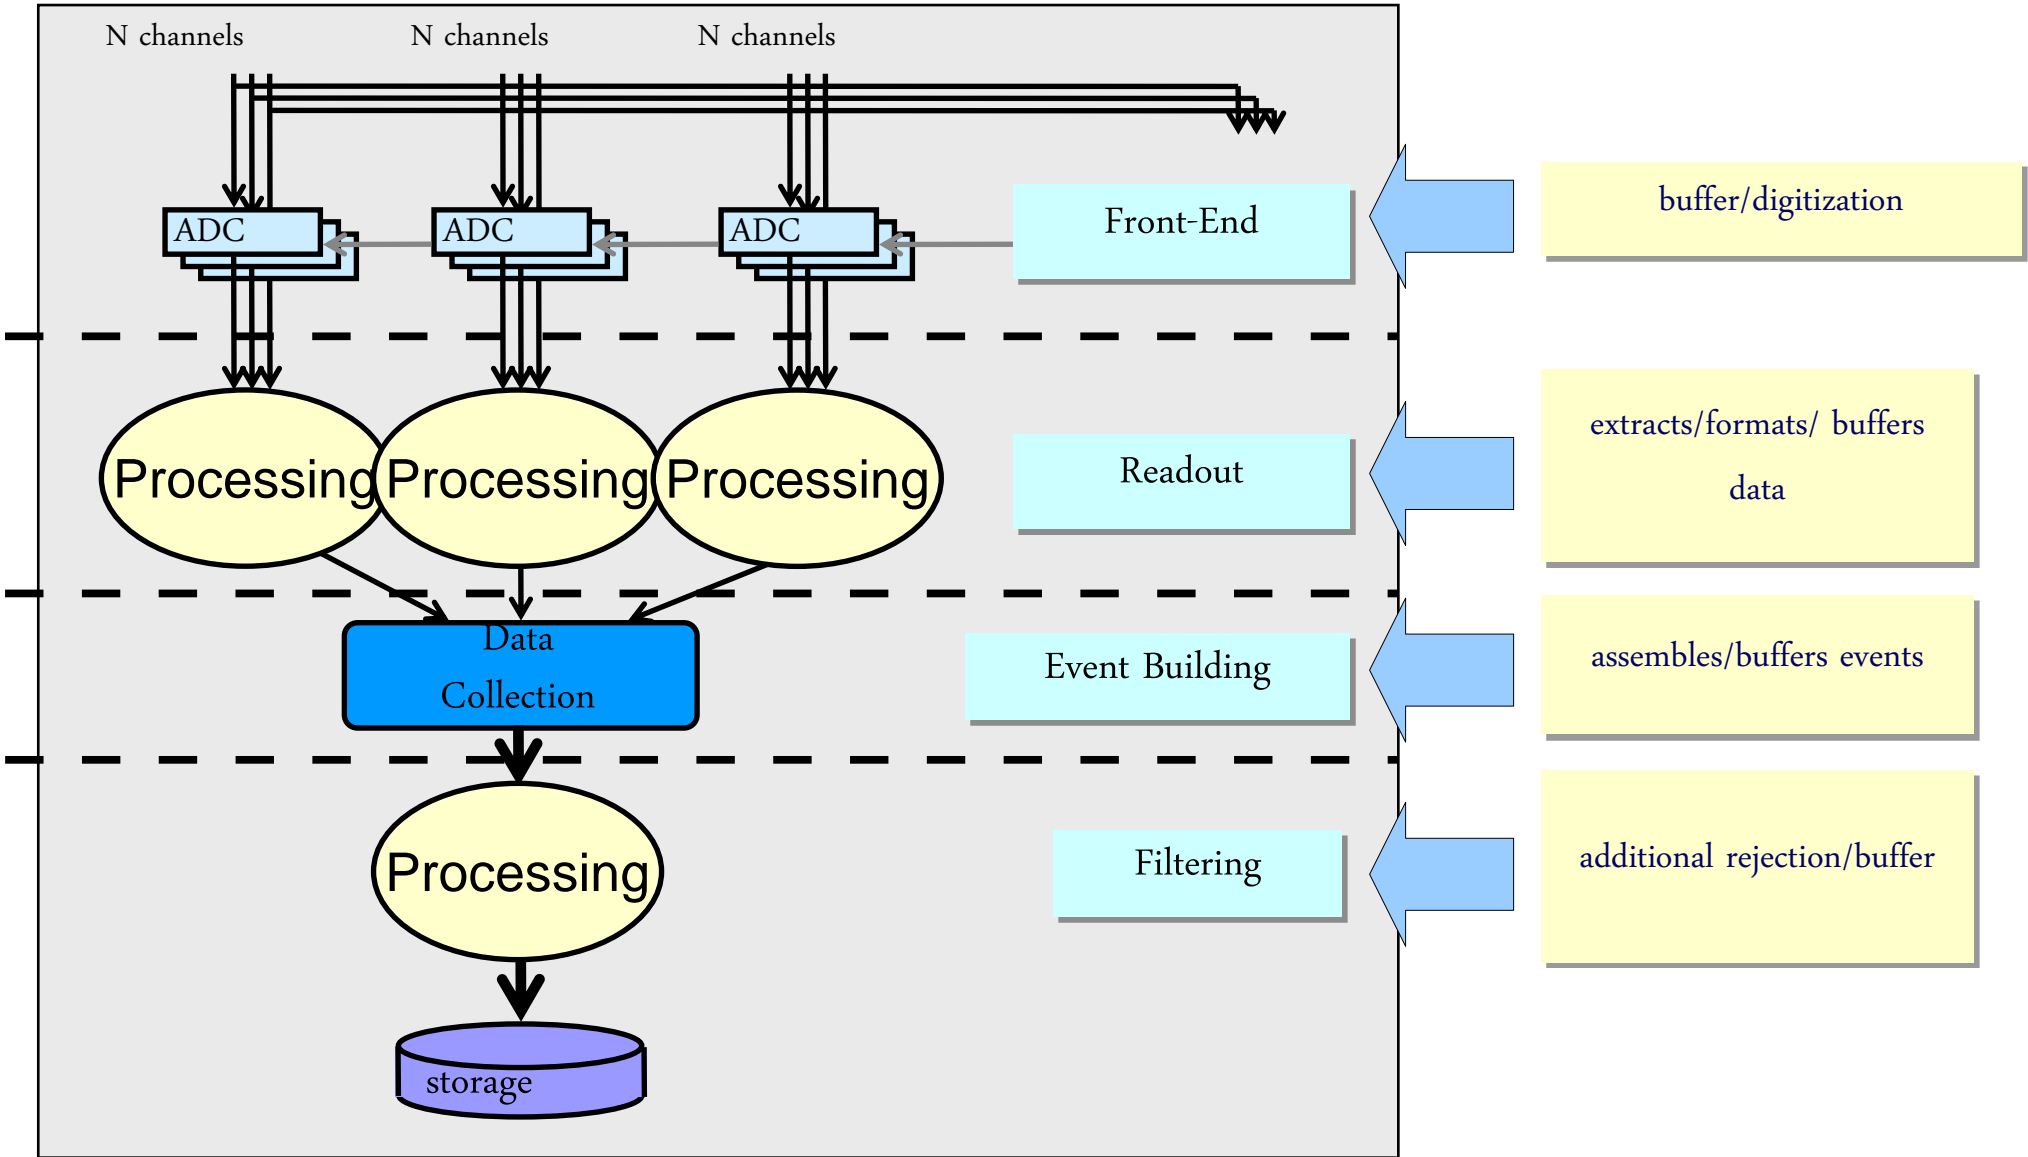 N channels N channels N channels
ADC ADC ADC Front-End buffer/digitization
Processing Processing Processing Readout extracts/formats/ buffers
data
Data
Collection
Event Building assembles/buffers events
Processing Filtering additional rejection/buffer
storage